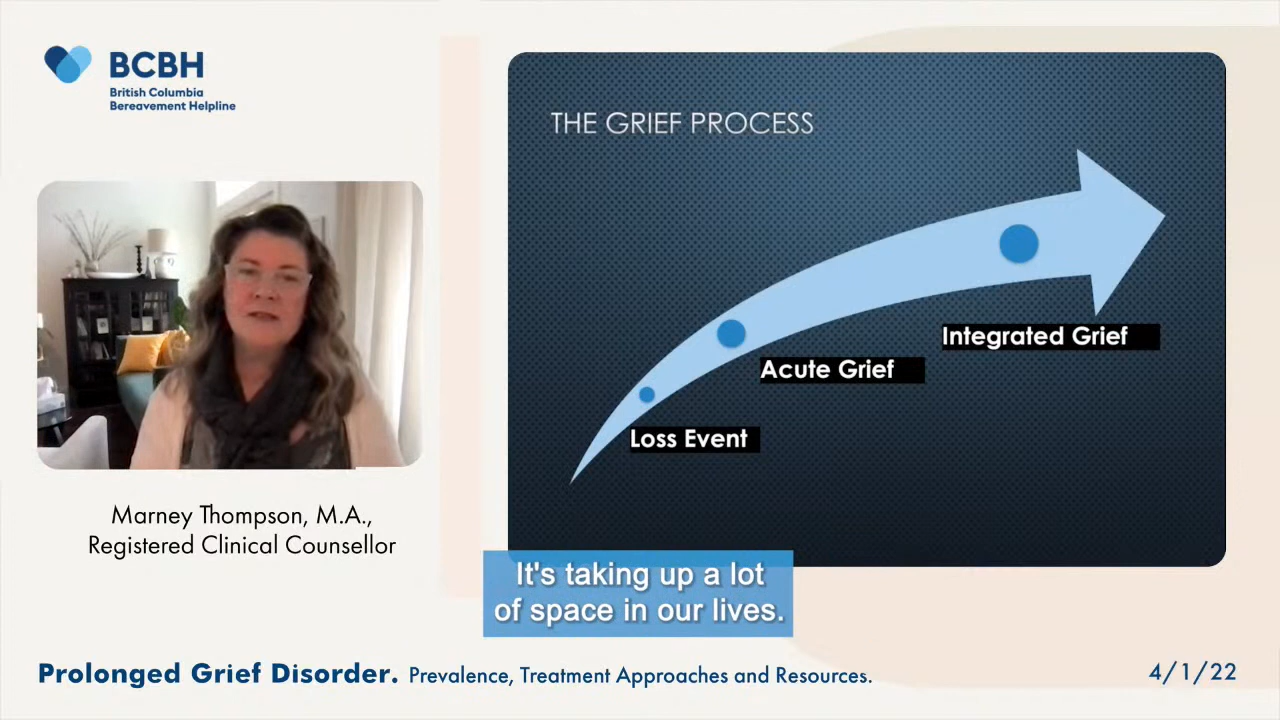 BCBH
British Columbia
Bereavement Helpline
THE GRIEF PROCESS
Integrated Grief
Acute Grief
Loss Event
Marney Thompson, M.A.,
Registered Clinical Counsellor
It's taking up a lot
of space in our lives.
Prolonged Grief Disorder. Prevalence, Treatment Approaches and Resources.
4/1/22